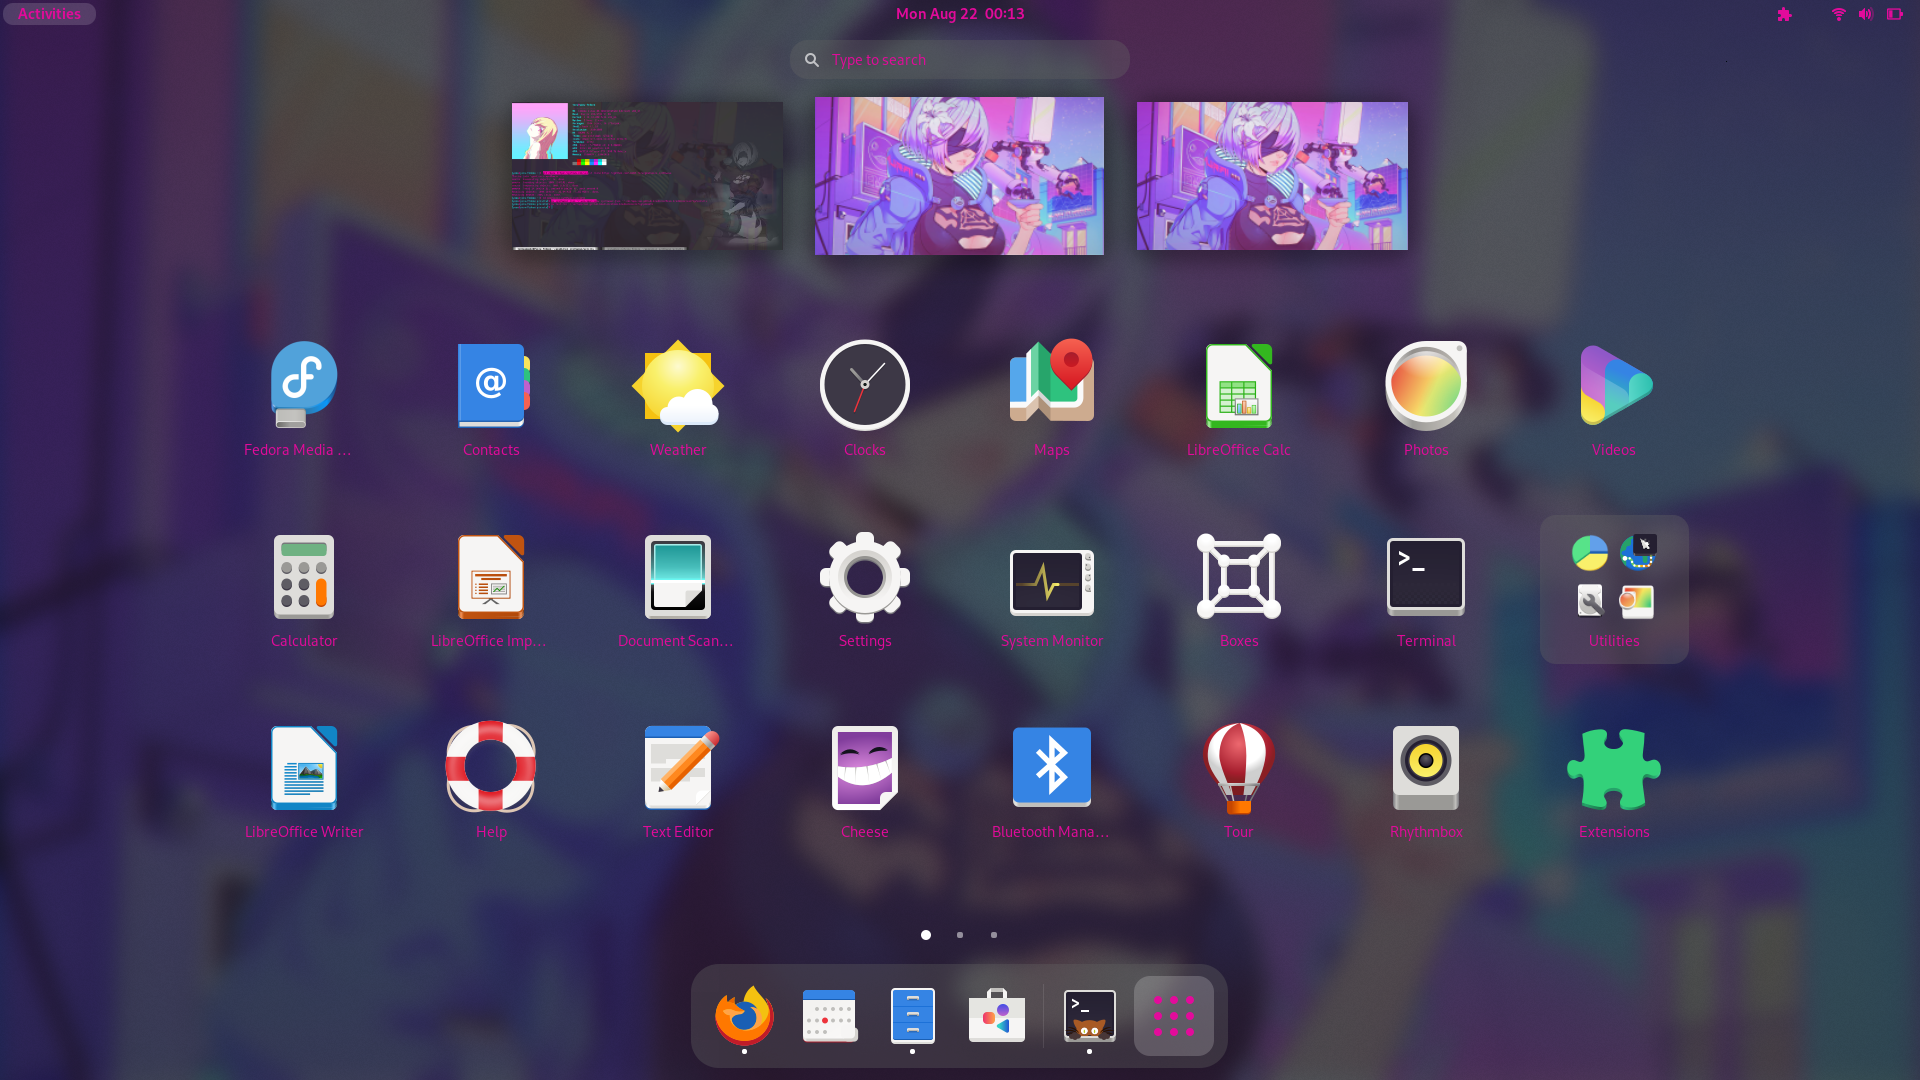 Activities
Mon Aug 22 00:13
Type to search
Fedora Media ...
Contacts
Weather
Clocks
Maps
LibreOffice Calc
Photos
Videos
Calculator
LibreOffice Imp...
Document Scan...
Settings
System Monitor
Boxes
Terminal
Utilities
LibreOffice Writer
Help
Text Editor
Cheese
Bluetooth Mana...
Tour
Rhythmbox
Extensions